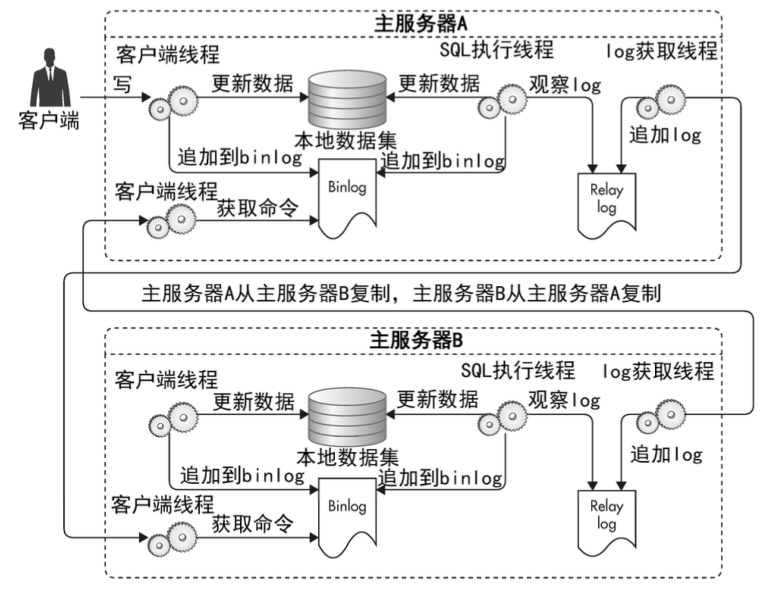 主服务器A
客户端线程
SQL执行线程
log获取线程
写
更新数据
更新数据
观察log
客户端
追加log
本地数据集
追加到binlog
追加到binlog
客户端线程
Binlog
Relay
log
获取命令
主服务器A从主服务器B复制，主服务器B从主服务器A复制
主服务器B
客户端线程
SQL执行线程
log获取线程
更新数据
更新数据
观察log
本地数据集
追加log
追加到binlog
追加到binlog
客户端线程
Binlog
Relay
log
获取命令